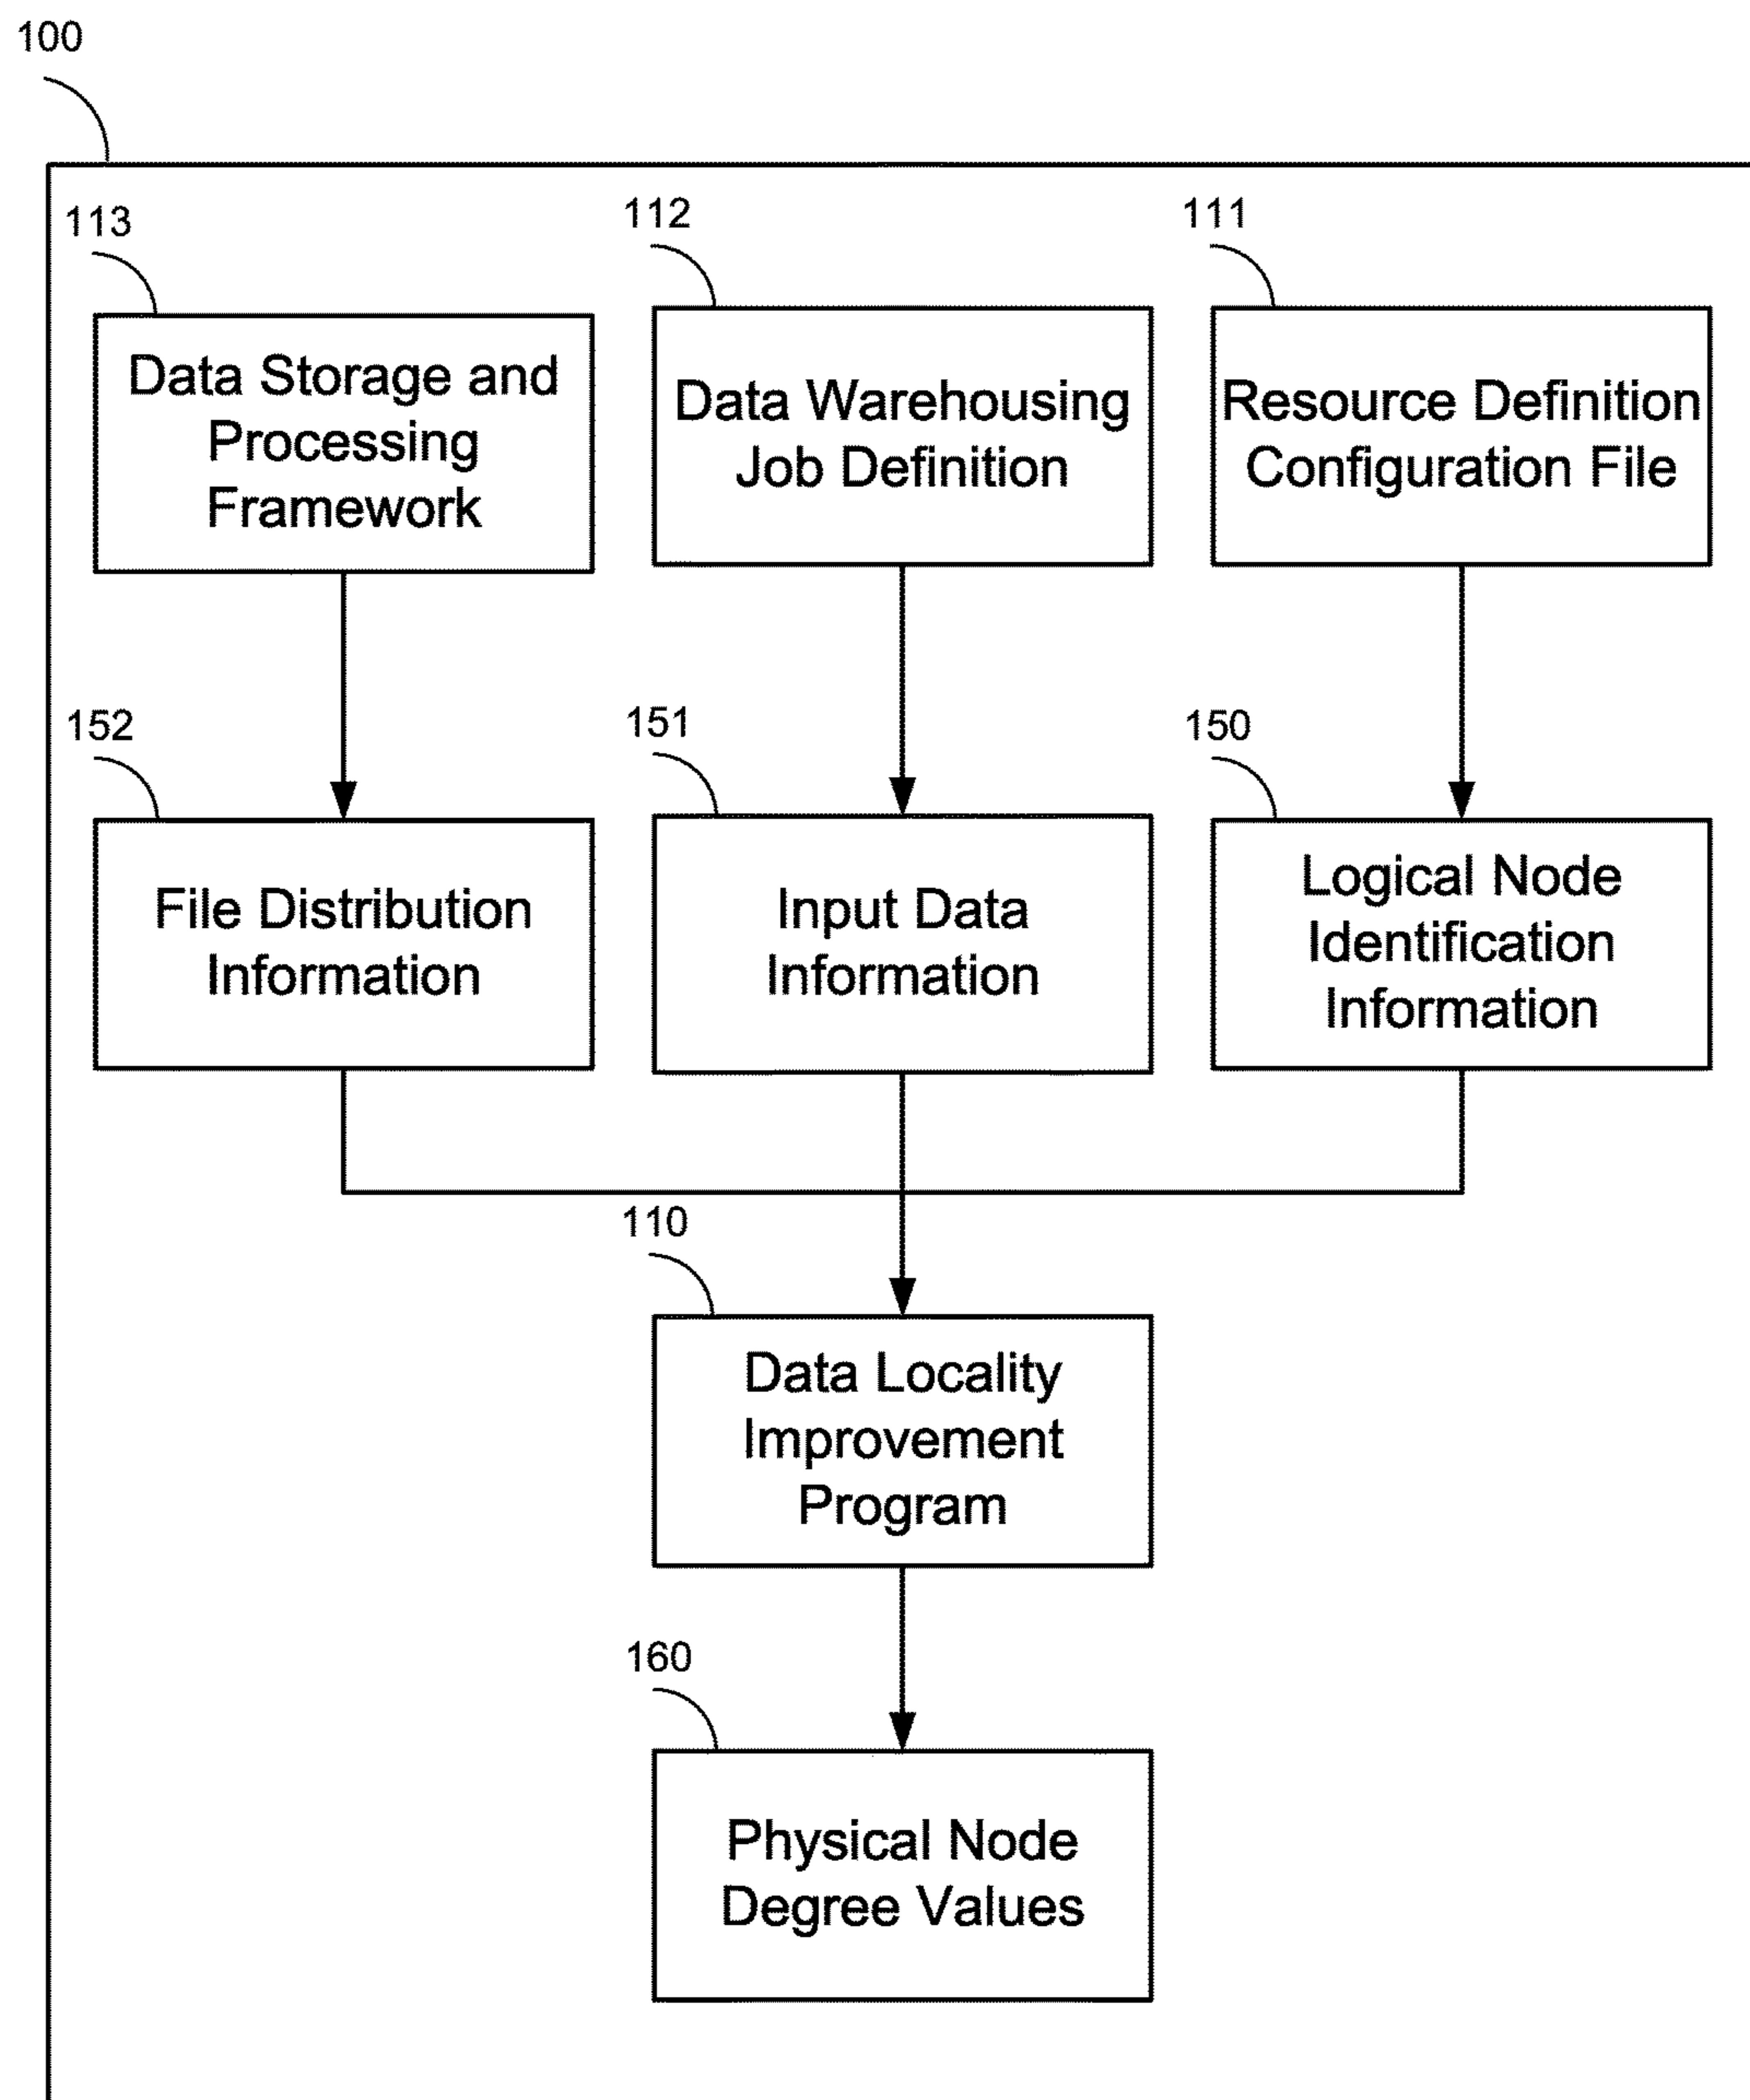 100
113
112
111
Data Storage and
Processing
Framework
Data Warehousing
Job Definition
Resource Definition
Configuration File
152
151
150
File Distribution
Information
Input Data
Information
Logical Node
Identification
Information
110
Data Locality
Improvement
Program
160
Physical Node
Degree Values